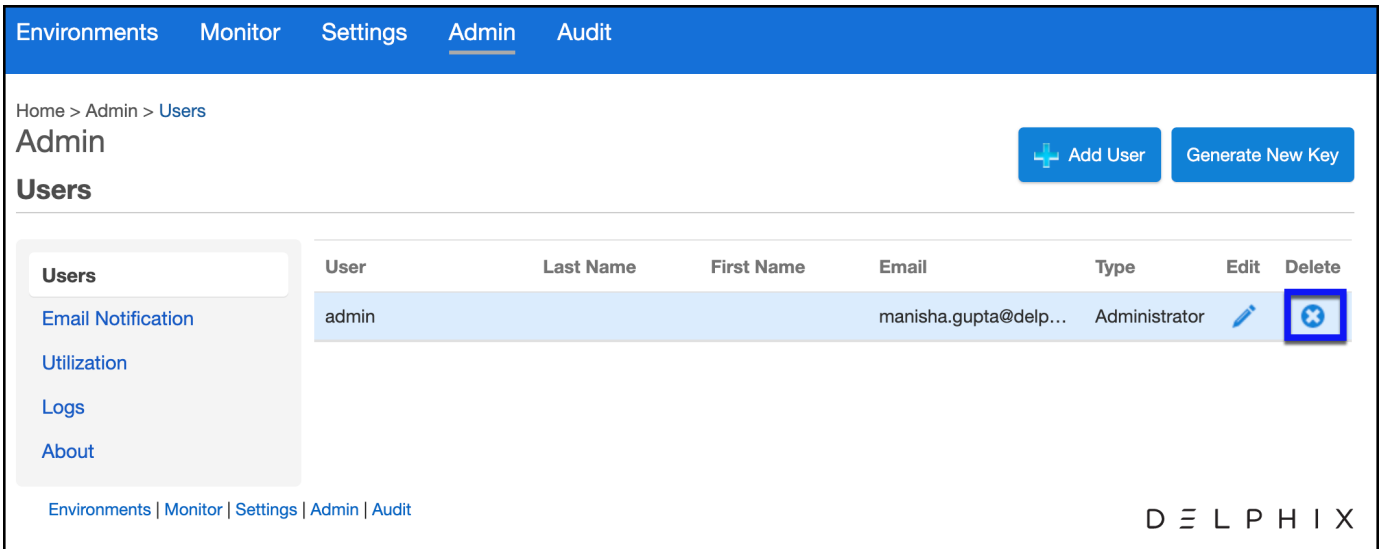 Environments Monitor Settings Admin Audit
Home > Admin > Users
Admin
Add User Generate New Key
Users
Users
Email Notification
Utilization
Logs
About
User Last Name First Name Email Type Edit Delete
admin manisha.gupta@delp... Administrator
Environments | Monitor | Settings | Admin | Audit
DELPHIX